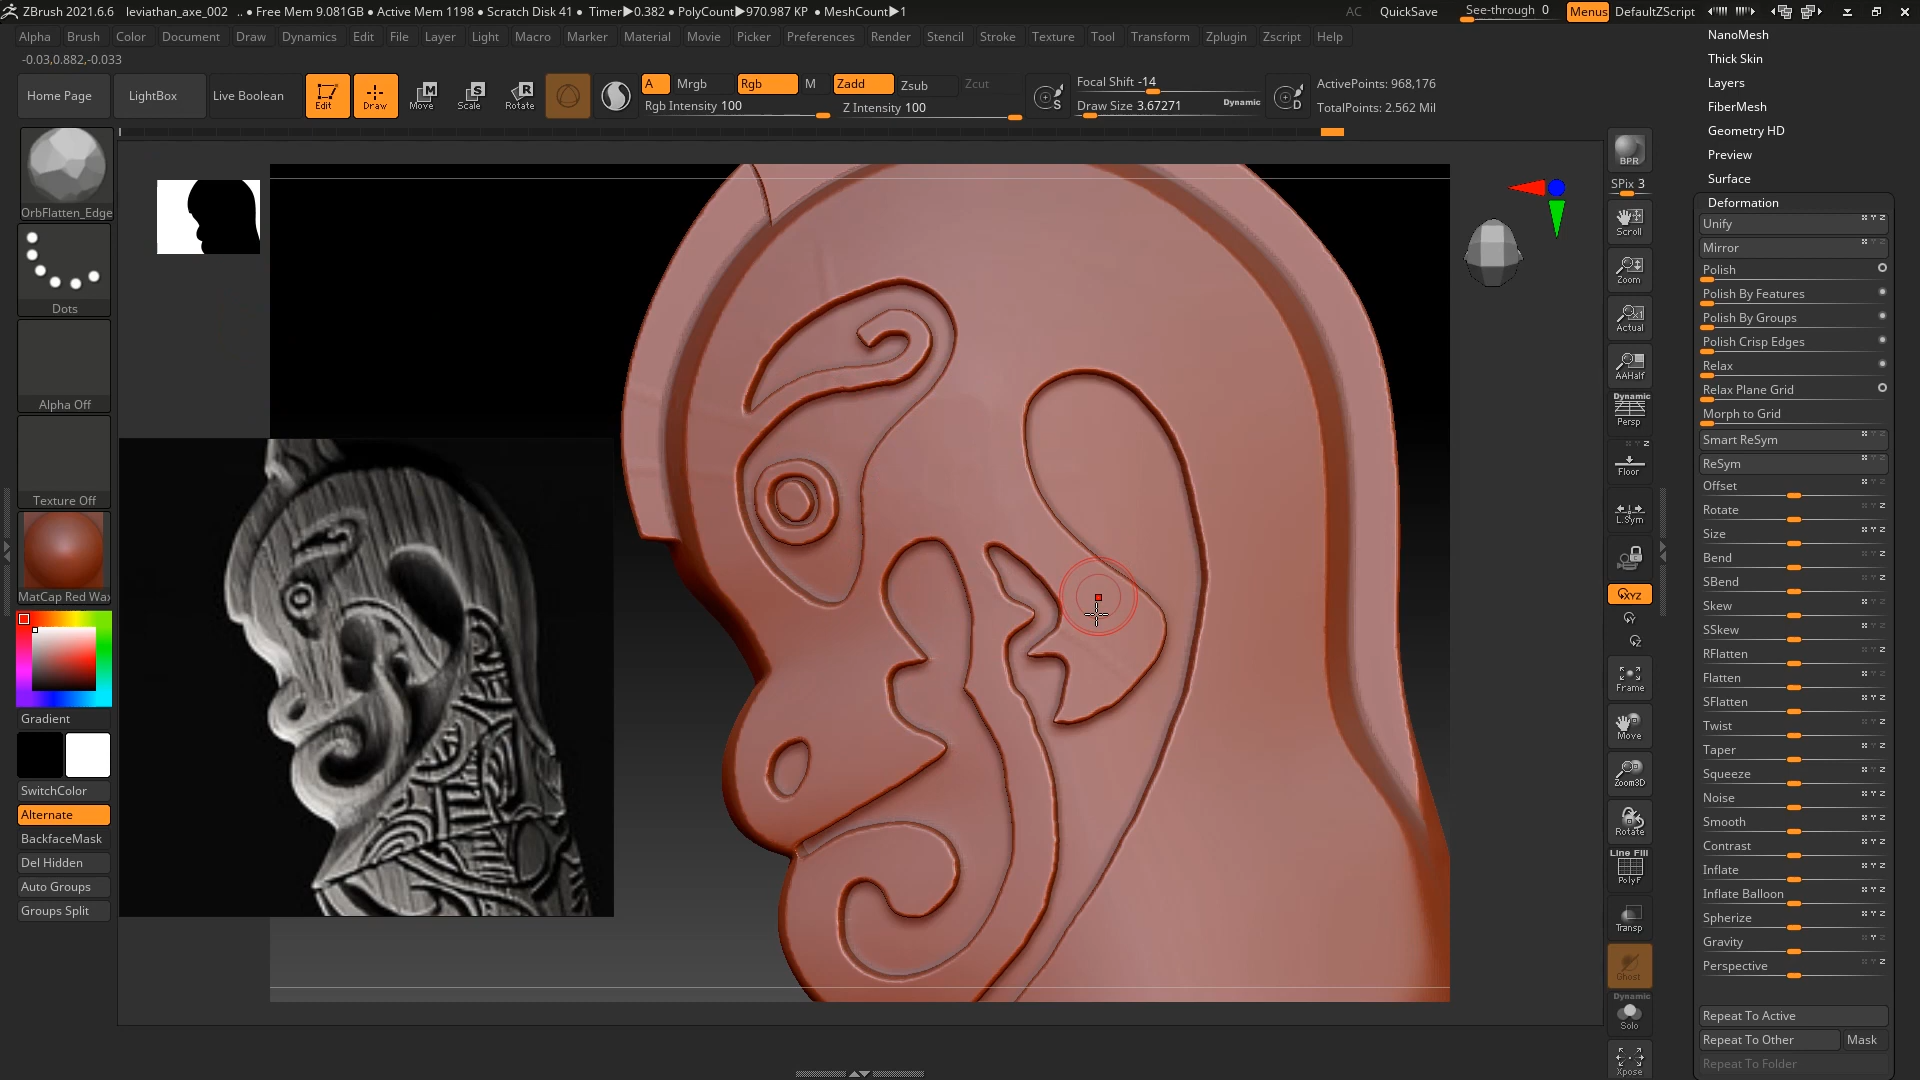 ZBrush 2021.6.6 leviathan_axe_002 .. • Free Mem 9.081GB • Active Mem 1198 • Scratch Disk 41 • Timer▶0.382 • PolyCount▶970.987 KP • MeshCount▶1 AC QuickSave See-through 0 Menus DefaultZScript
Alpha Brush Color Document Draw Dynamics Edit File Layer Light Macro Marker Material Movie Picker Preferences Render Stencil Stroke Texture Tool Transform Zplugin Zscript Help
-0.03,0.882,-0.033
Home Page LightBox Live Boolean Edit Draw Move Scale Rotate
A Mrgb Rgb M Zadd Zsub Zcut
Rgb Intensity 100 Z Intensity 100
S Focal Shift -14
Draw Size 3.67271 Dynamic D
ActivePoints: 968,176
TotalPoints: 2.562 Mil
OrbFlatten_Edge
Dots
Alpha Off
Texture Off
MatCap Red Wax
Gradient
SwitchColor
Alternate
BackfaceMask
Del Hidden
Auto Groups
Groups Split
BPR
SPix 3
Scroll
Zoom
Actual
AAHalf
Dynamic
Persp
Floor
L.Sym
XYZ
Y
Z
Frame
Move
Zoom3D
Rotate
Line Fill
PolyF
Transp
Ghost
Dynamic
Solo
Xpose
NanoMesh
Thick Skin
Layers
FiberMesh
Geometry HD
Preview
Surface
Deformation
Unify
Mirror
Polish
Polish By Features
Polish By Groups
Polish Crisp Edges
Relax
Relax Plane Grid
Morph to Grid
Smart ReSym
ReSym
Offset
Rotate
Size
Bend
SBend
Skew
SSkew
RFlatten
Flatten
SFlatten
Twist
Taper
Squeeze
Noise
Smooth
Contrast
Inflate
Inflate Balloon
Spherize
Gravity
Perspective
Repeat To Active
Repeat To Other Mask
Repeat To Folder